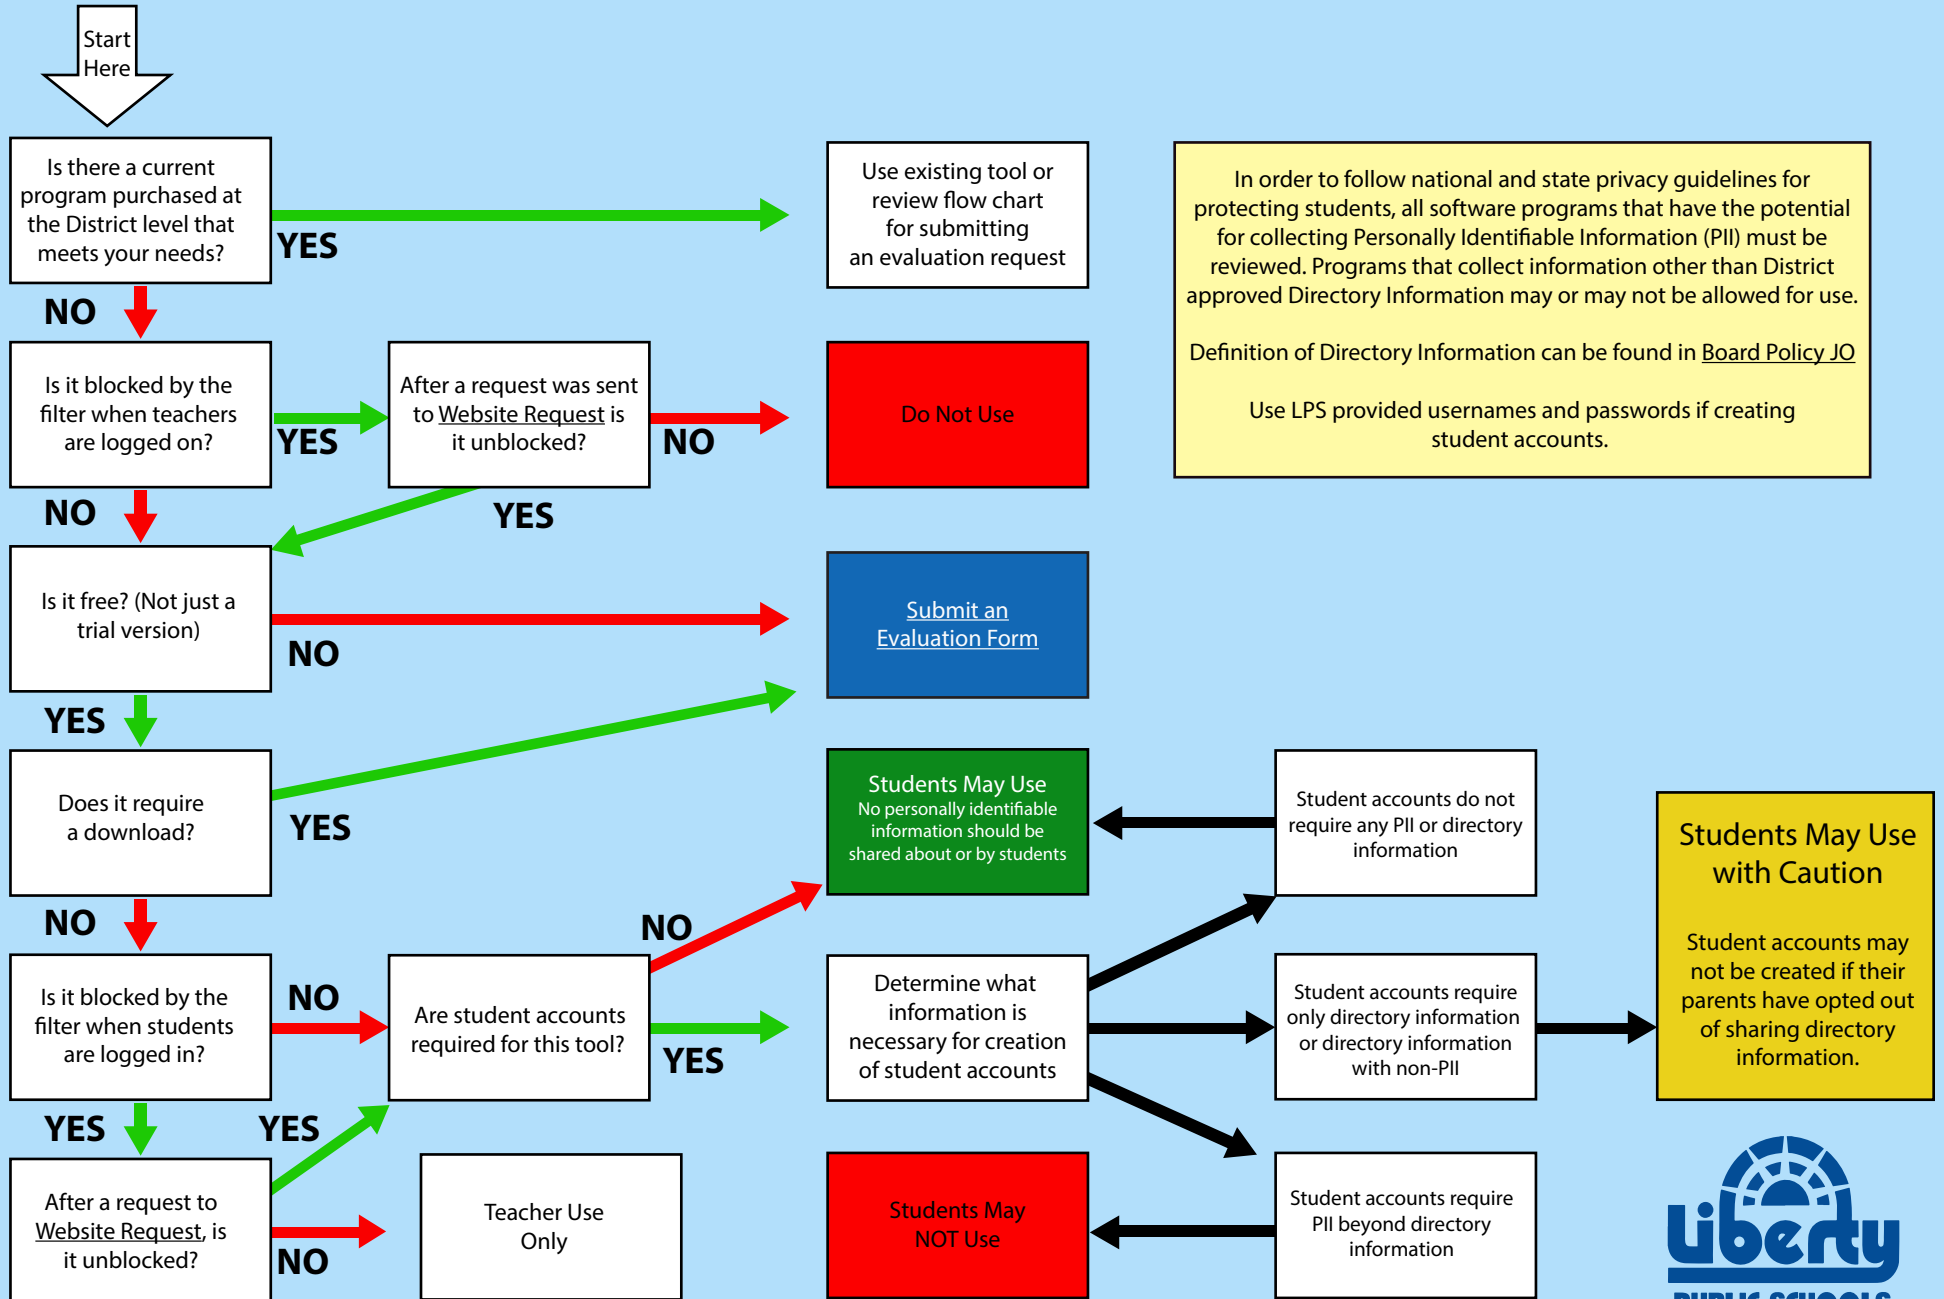 Start
Here
Is there a current
program purchased at
the District level that
meets your needs?
YES
Use existing tool or
review flow chart
for submitting
an evaluation request
In order to follow national and state privacy guidelines for
protecting students, all software programs that have the potential
for collecting Personally Identifiable Information (PII) must be
reviewed. Programs that collect information other than District
approved Directory Information may or may not be allowed for use.
Definition of Directory Information can be found in Board Policy JO
Use LPS provided usernames and passwords if creating
student accounts.
NO
Is it blocked by the
filter when teachers
are logged on?
YES
After a request was sent
to Website Request is
it unblocked?
NO
Do Not Use
NO
YES
Is it free? (Not just a
trial version)
NO
Submit an
Evaluation Form
YES
Does it require
a download?
YES
Students May Use
No personally identifiable
information should be
shared about or by students
Student accounts do not
require any PII or directory
information
Students May Use
with Caution
Student accounts may
not be created if their
parents have opted out
of sharing directory
information.
NO
NO
Is it blocked by the
filter when students
are logged in?
NO
Are student accounts
required for this tool?
YES
Determine what
information is
necessary for creation
of student accounts
Student accounts require
only directory information
or directory information
with non-PII
YES
YES
After a request to
Website Request, is
it unblocked?
NO
Teacher Use
Only
Students May
NOT Use
Student accounts require
PII beyond directory
information
Liberty
PUBLIC SCHOOLS